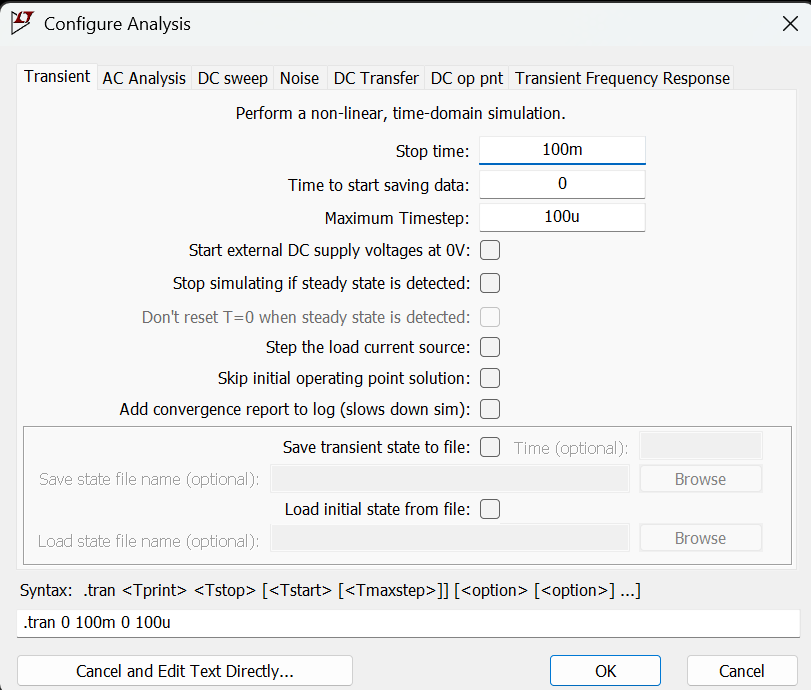 Configure Analysis
Transient AC Analysis DC sweep Noise DC Transfer DC op pnt Transient Frequency Response
Perform a non-linear, time-domain simulation.
Stop time: 100m
Time to start saving data: 0
Maximum Timestep: 100u
Start external DC supply voltages at 0V:
Stop simulating if steady state is detected:
Don't reset T=0 when steady state is detected:
Step the load current source:
Skip initial operating point solution:
Add convergence report to log (slows down sim):
Save transient state to file: Time (optional):
Save state file name (optional): Browse
Load initial state from file:
Load state file name (optional): Browse
Syntax: .tran <Tprint> <Tstop> [<Tstart> [<Tmaxstep>]] [<option> [<option>] ...]
.tran 0 100m 0 100u
Cancel and Edit Text Directly... OK Cancel